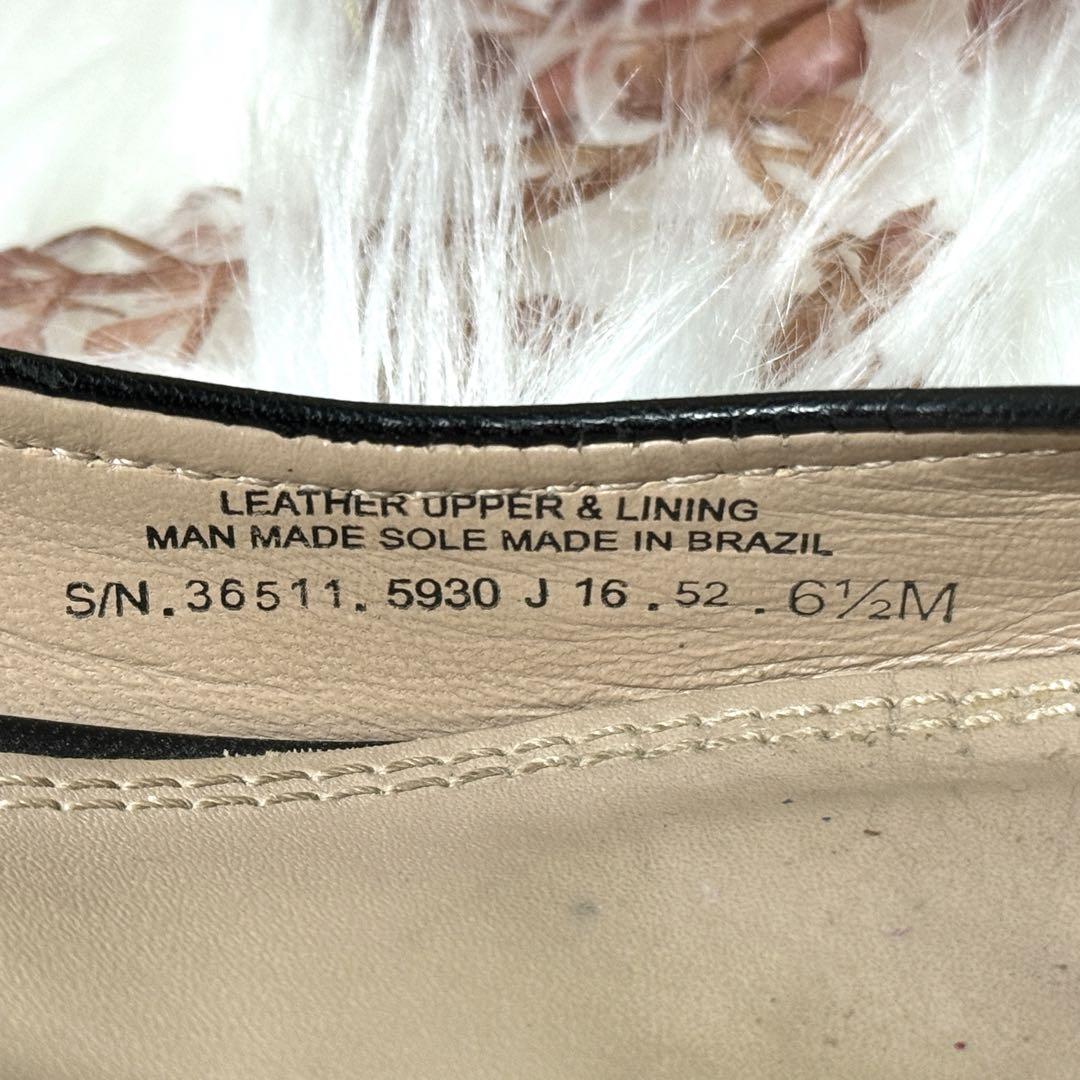 LEATHER UPPER & LINING
MAN MADE SOLE MADE IN BRAZIL
S/N.36511.5930 J 16.52.6½M